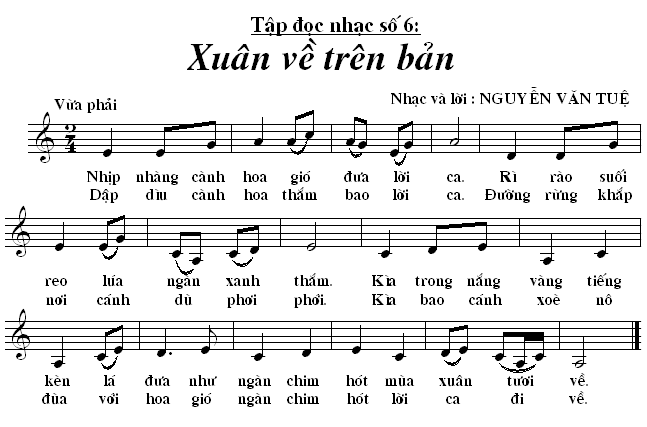 Tập đọc nhạc số 6:
Xuân về trên bản
Vừa phải
Nhạc và lời : NGUYỄN VĂN TUỆ
2 4
Nhịp nhàng cành hoa gió đưa lời ca. Rì rào suối
Dập dìu cành hoa thắm bao lời ca. Đường rừng khắp
reo lúa ngàn xanh thắm. Kìa trong nắng vàng tiếng
nơi cánh dù phơi phới. Kìa bao cánh xoè nô
kèn lá đưa như ngàn chim hót mùa xuân tươi về.
đùa với hoa gió ngàn chim hót lời ca đi về.